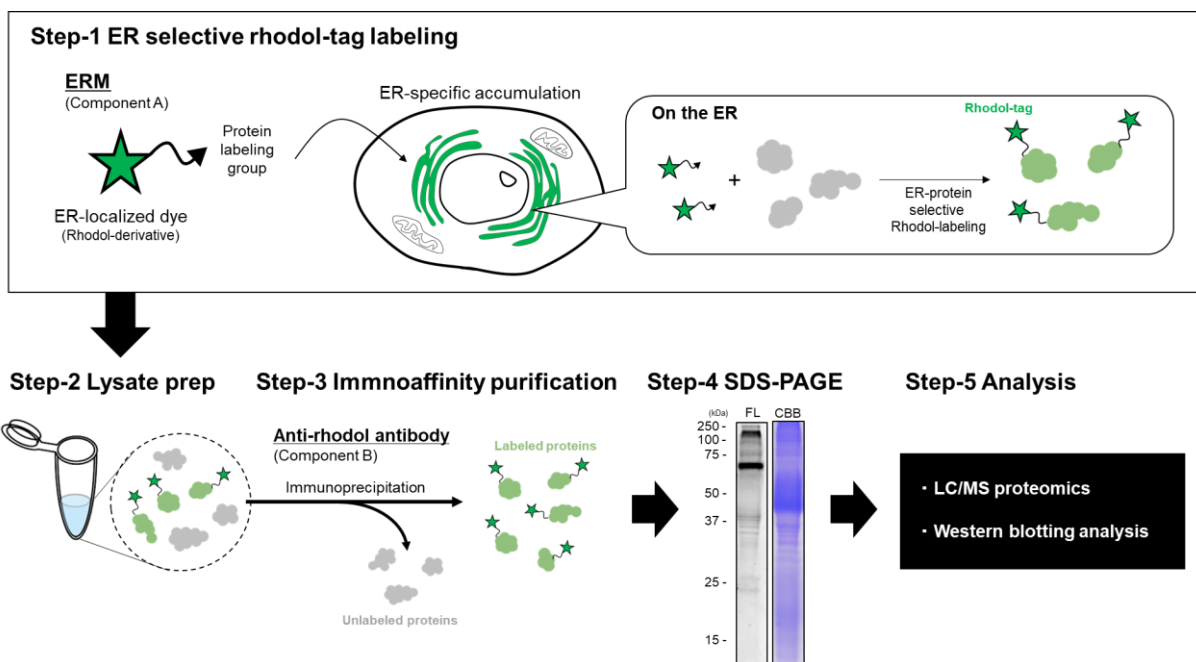 Step-1 ER selective rhodol-tag labeling
ERM
(Component A)
Protein
labeling
group
ER-localized dye
(Rhodol-derivative)
ER-specific accumulation
On the ER
Rhodol-tag
+
ER-protein
selective
Rhodol-labeling
Step-2 Lysate prep
Step-3 Immnoaffinity purification
Anti-rhodol antibody
(Component B)
Immunoprecipitation
Labeled proteins
Unlabeled proteins
Step-4 SDS-PAGE
(kDa) FL CBB
250 -
100 -
75 -
50 -
37 -
25 -
15 -
Step-5 Analysis
・LC/MS proteomics
・Western blotting analysis